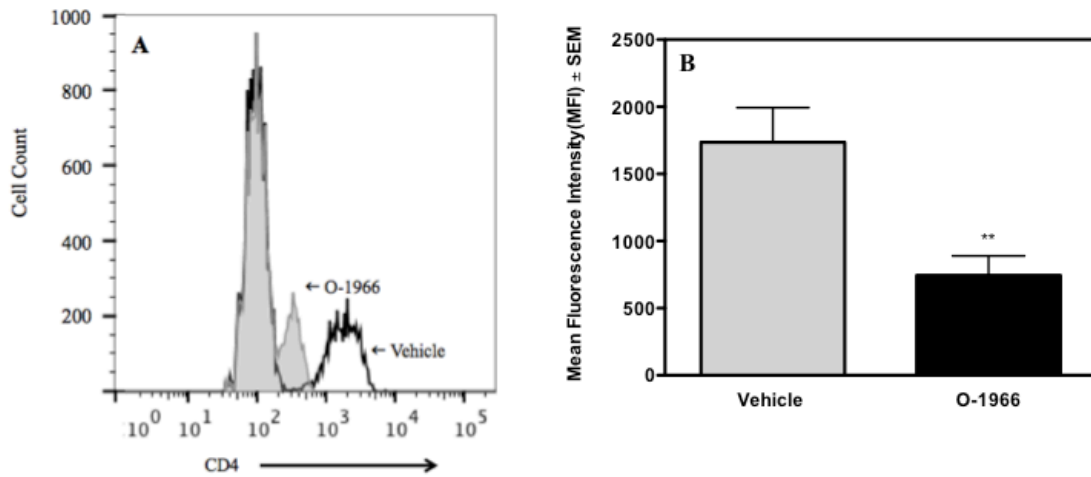 A
1000
800
600
400
200
Cell Count
← O-1966
← Vehicle
10^0 10^1 10^2 10^3 10^4 10^5
CD4
B
2500
2000
1500
1000
500
0
Mean Fluorescence Intensity(MFI) ± SEM
**
Vehicle O-1966